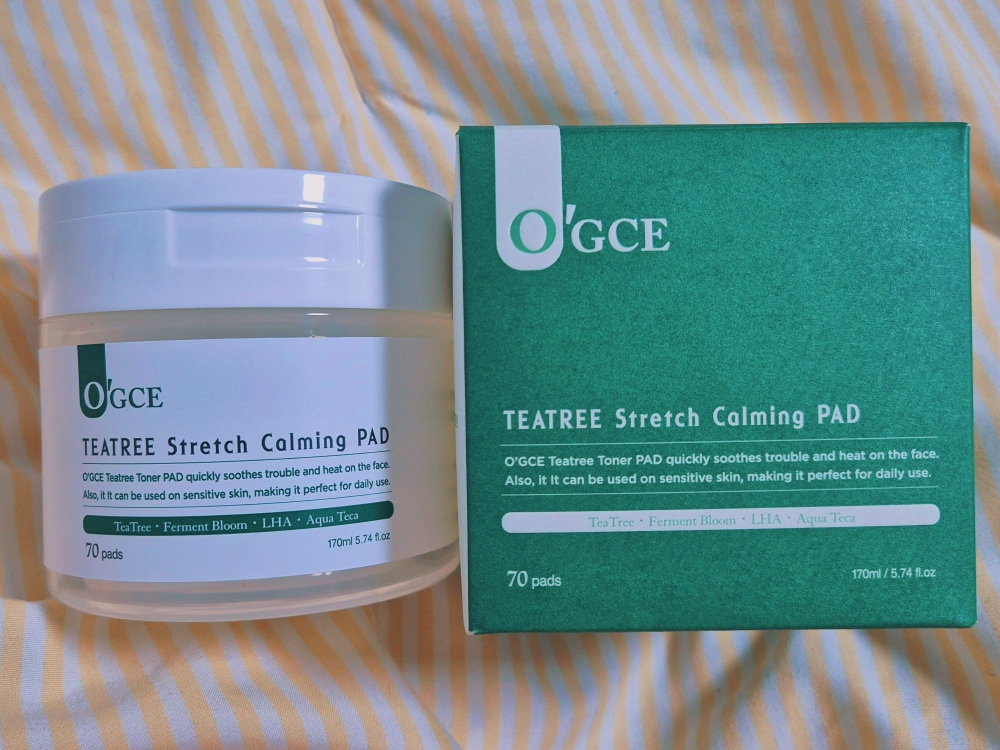 O'GCE
TEATREE Stretch Calming PAD
O'GCE Teatree Toner PAD quickly soothes trouble and heat on the face.
Also, it It can be used on sensitive skin, making it perfect for daily use.
TeaTree · Ferment Bloom · LHA · Aqua Teca
70 pads
170ml 5.74 fl.oz
O'GCE
TEATREE Stretch Calming PAD
O'GCE Teatree Toner PAD quickly soothes trouble and heat on the face.
Also, it It can be used on sensitive skin, making it perfect for daily use.
TeaTree · Ferment Bloom · LHA · Aqua Teca
70 pads
170ml / 5.74 fl.oz